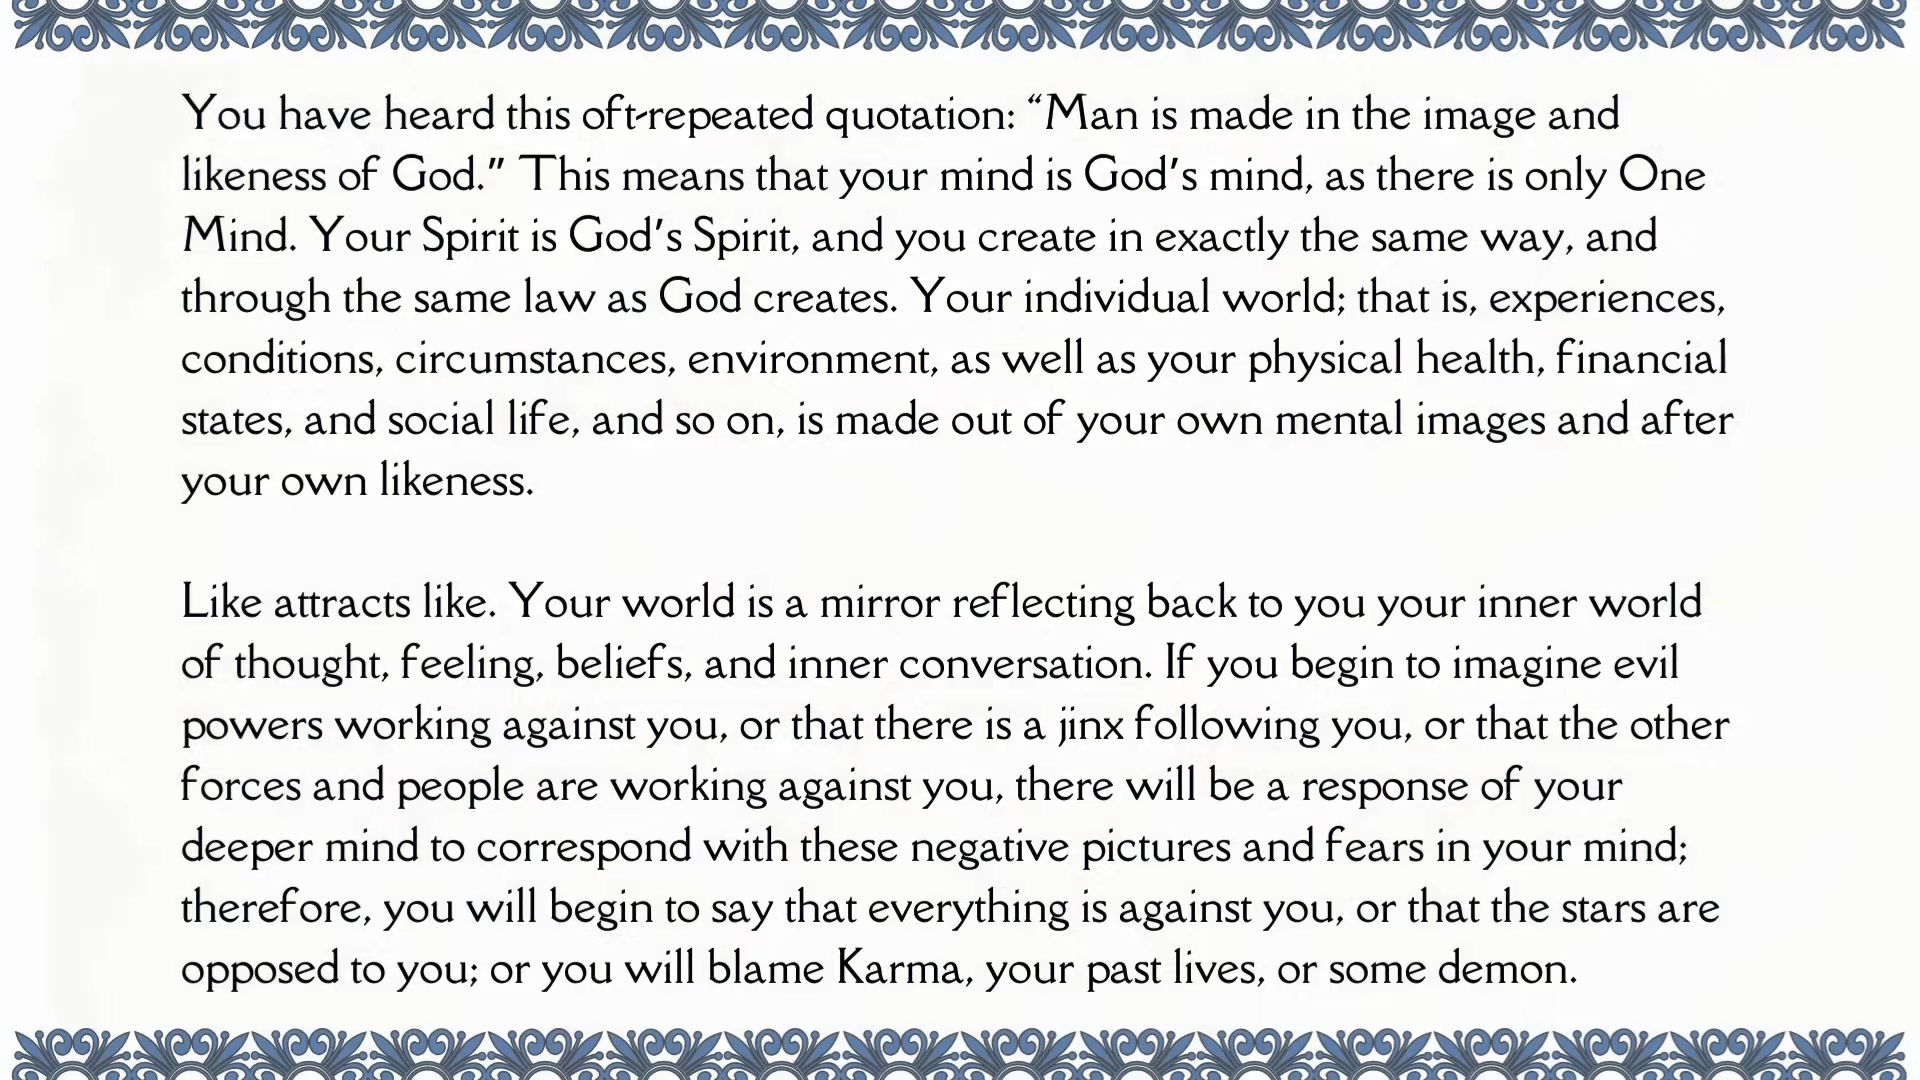 You have heard this oft-repeated quotation: “Man is made in the image and
likeness of God.” This means that your mind is God's mind, as there is only One
Mind. Your Spirit is God's Spirit, and you create in exactly the same way, and
through the same law as God creates. Your individual world; that is, experiences,
conditions, circumstances, environment, as well as your physical health, financial
states, and social life, and so on, is made out of your own mental images and after
your own likeness.
Like attracts like. Your world is a mirror reflecting back to you your inner world
of thought, feeling, beliefs, and inner conversation. If you begin to imagine evil
powers working against you, or that there is a jinx following you, or that the other
forces and people are working against you, there will be a response of your
deeper mind to correspond with these negative pictures and fears in your mind;
therefore, you will begin to say that everything is against you, or that the stars are
opposed to you; or you will blame Karma, your past lives, or some demon.